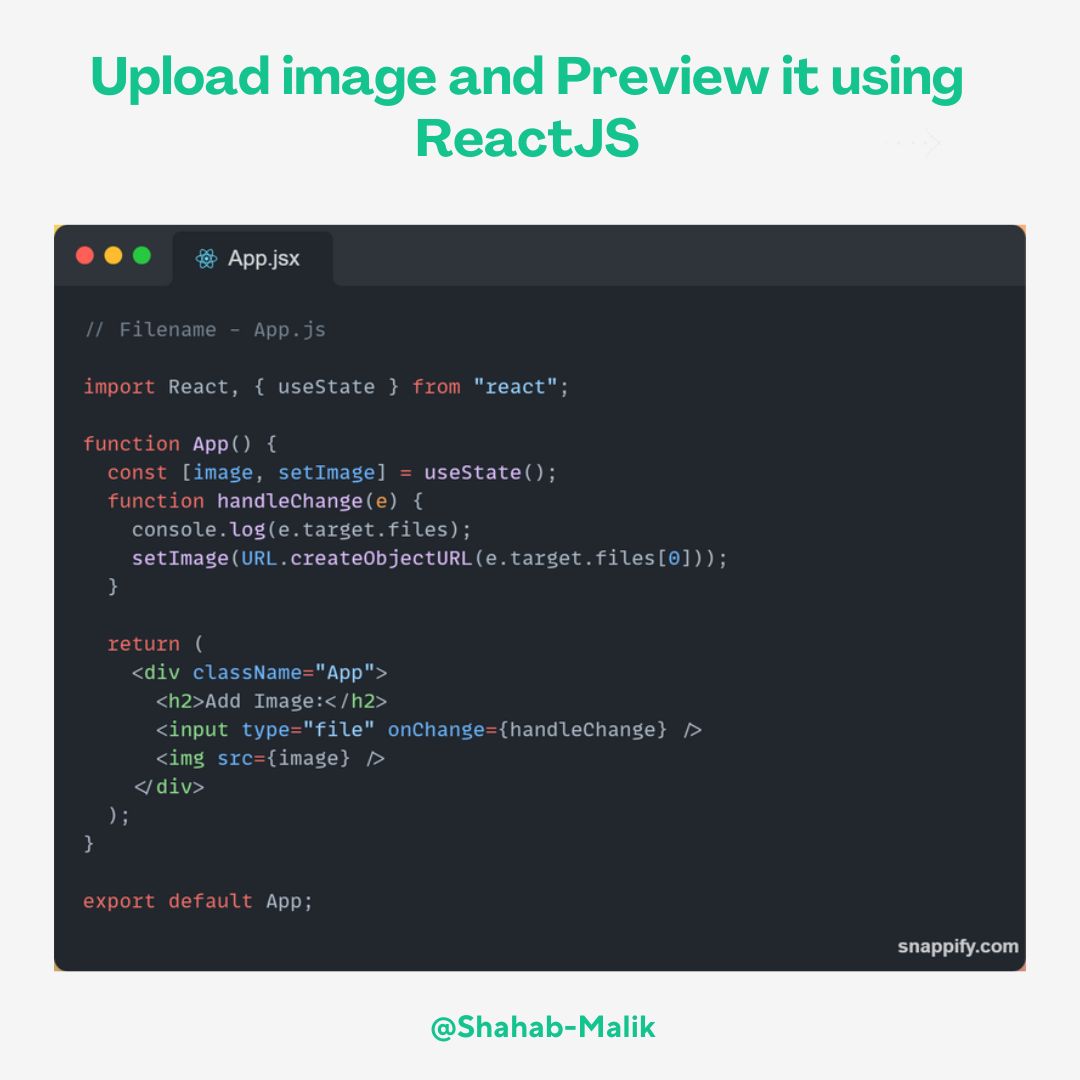 Upload image and Preview it using
ReactJS
App.jsx
// Filename - App.js
import React, { useState } from "react";
function App() {
  const [image, setImage] = useState();
  function handleChange(e) {
    console.log(e.target.files);
    setImage(URL.createObjectURL(e.target.files[0]));
  }
  return (
    <div className="App">
      <h2>Add Image:</h2>
      <input type="file" onChange={handleChange} />
      <img src={image} />
    </div>
  );
}
export default App;
snappify.com
@Shahab-Malik